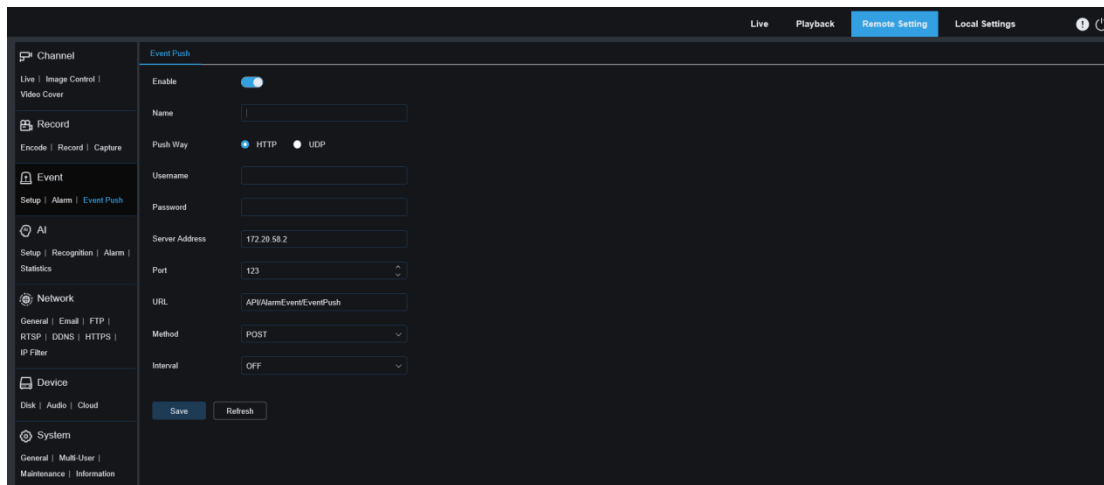 Live Playback Remote Setting Local Settings
Channel
Live | Image Control |
Video Cover
Record
Encode | Record | Capture
Event
Setup | Alarm | Event Push
AI
Setup | Recognition | Alarm |
Statistics
Network
General | Email | FTP |
RTSP | DDNS | HTTPS |
IP Filter
Device
Disk | Audio | Cloud
System
General | Multi-User |
Maintenance | Information
Event Push
Enable
Name
Push Way HTTP UDP
Username
Password
Server Address 172.20.58.2
Port 123
URL API/AlarmEvent/EventPush
Method POST
Interval OFF
Save Refresh